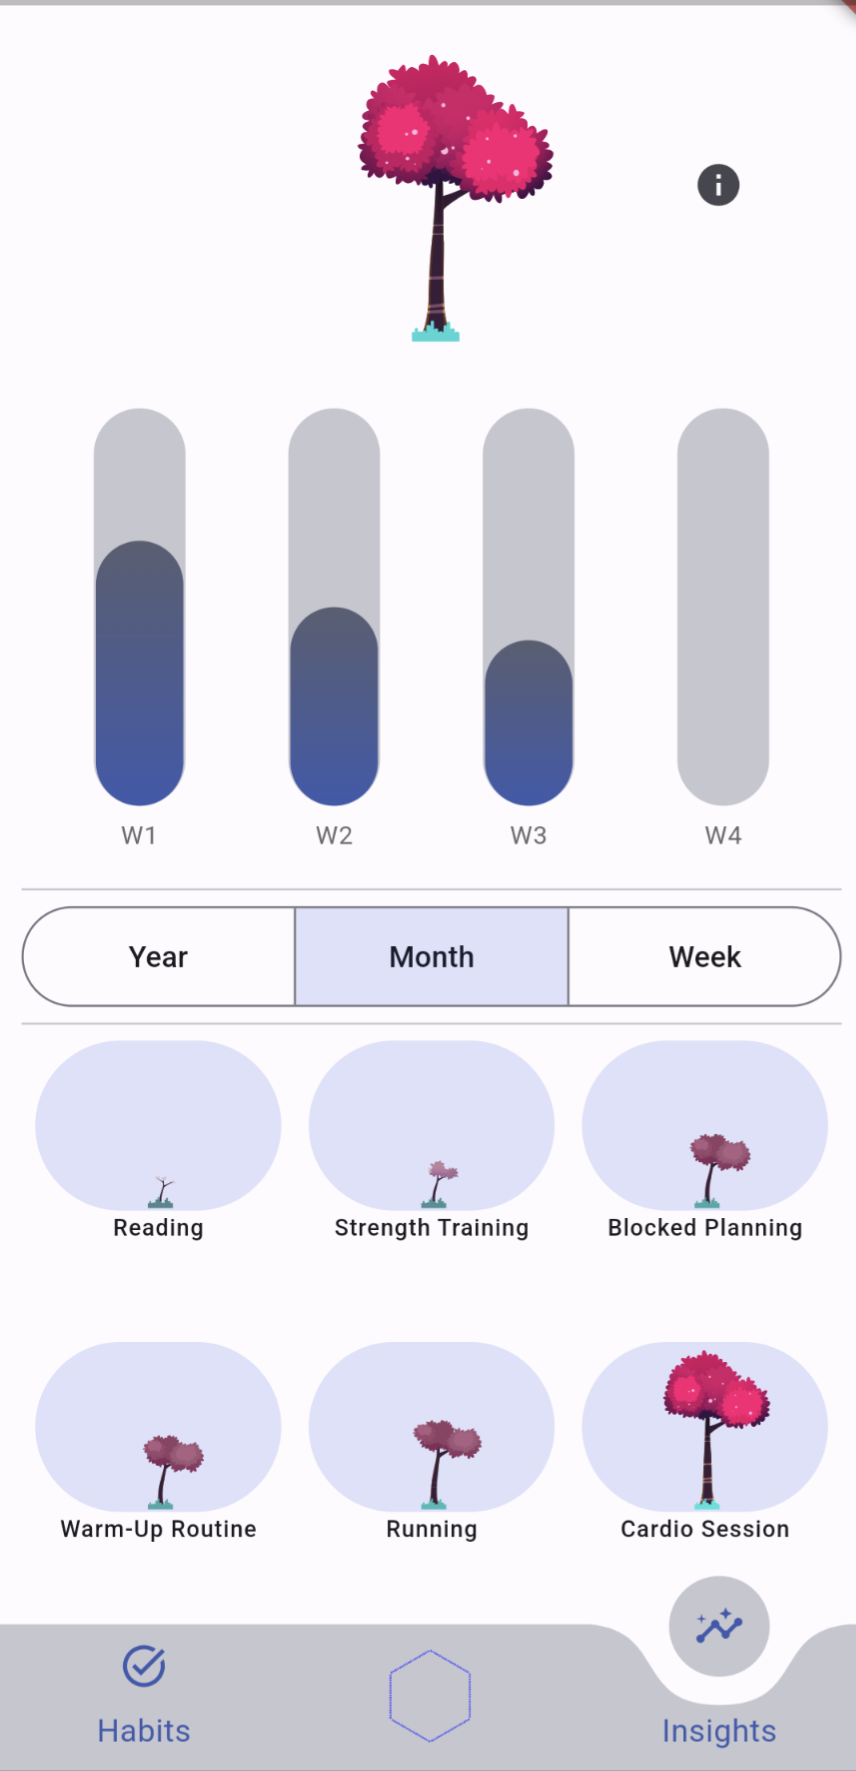 W1 W2 W3 W4
Year Month Week
Reading Strength Training Blocked Planning
Warm-Up Routine Running Cardio Session
Habits Insights